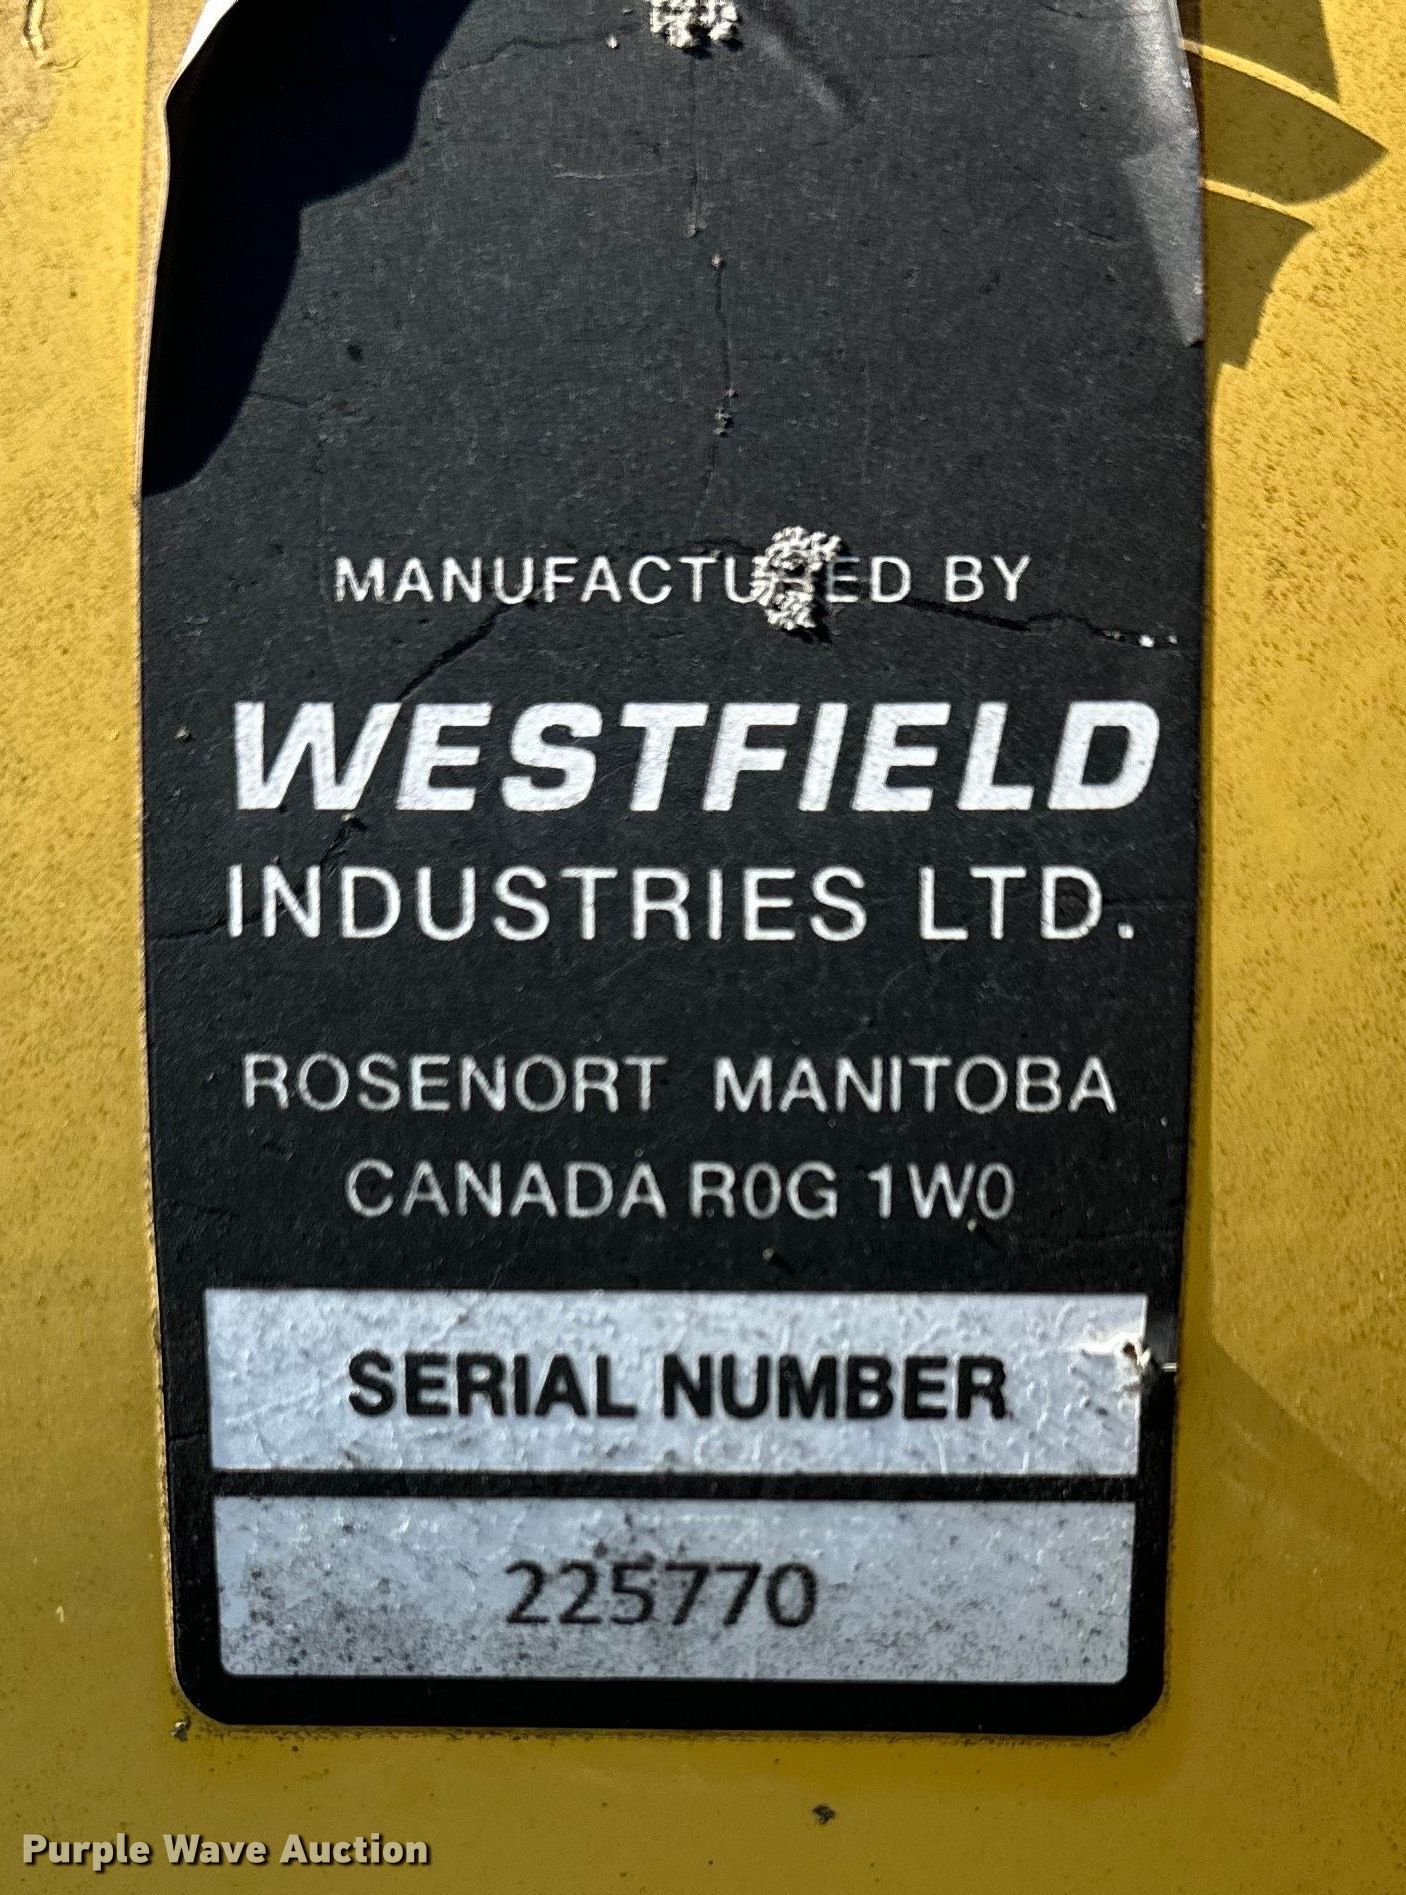 MANUFACTURED BY
WESTFIELD
INDUSTRIES LTD.
ROSENORT MANITOBA
CANADA R0G 1W0
SERIAL NUMBER
225770
Purple Wave Auction